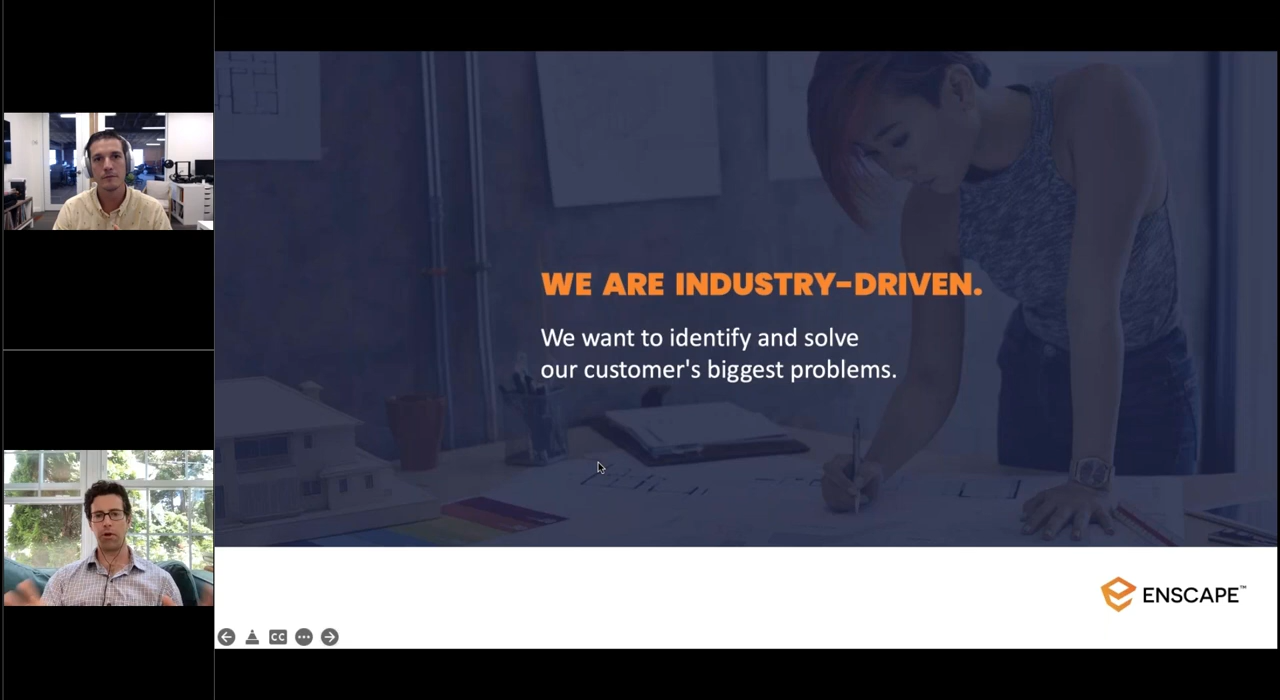 WE ARE INDUSTRY-DRIVEN.
We want to identify and solve
our customer's biggest problems.
ENSCAPE™
CC